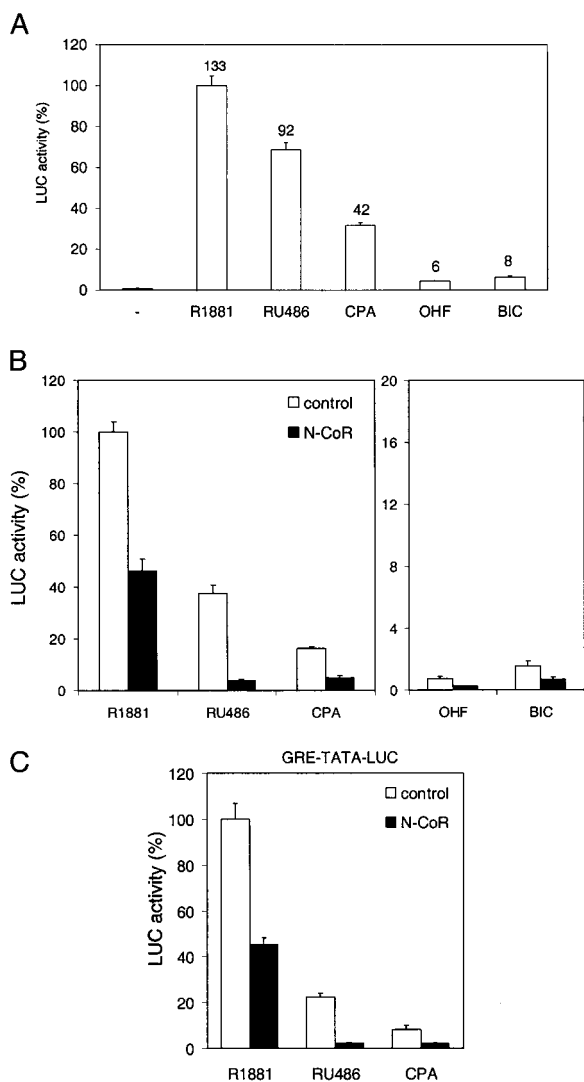 A
LUC activity (%)
120
100
80
60
40
20
0
133
92
42
6
8
- R1881 RU486 CPA OHF BIC
B
LUC activity (%)
120
100
80
60
40
20
0
control
N-CoR
R1881 RU486 CPA
20
16
12
8
4
0
OHF BIC
C
GRE-TATA-LUC
LUC activity (%)
120
100
80
60
40
20
0
control
N-CoR
R1881 RU486 CPA